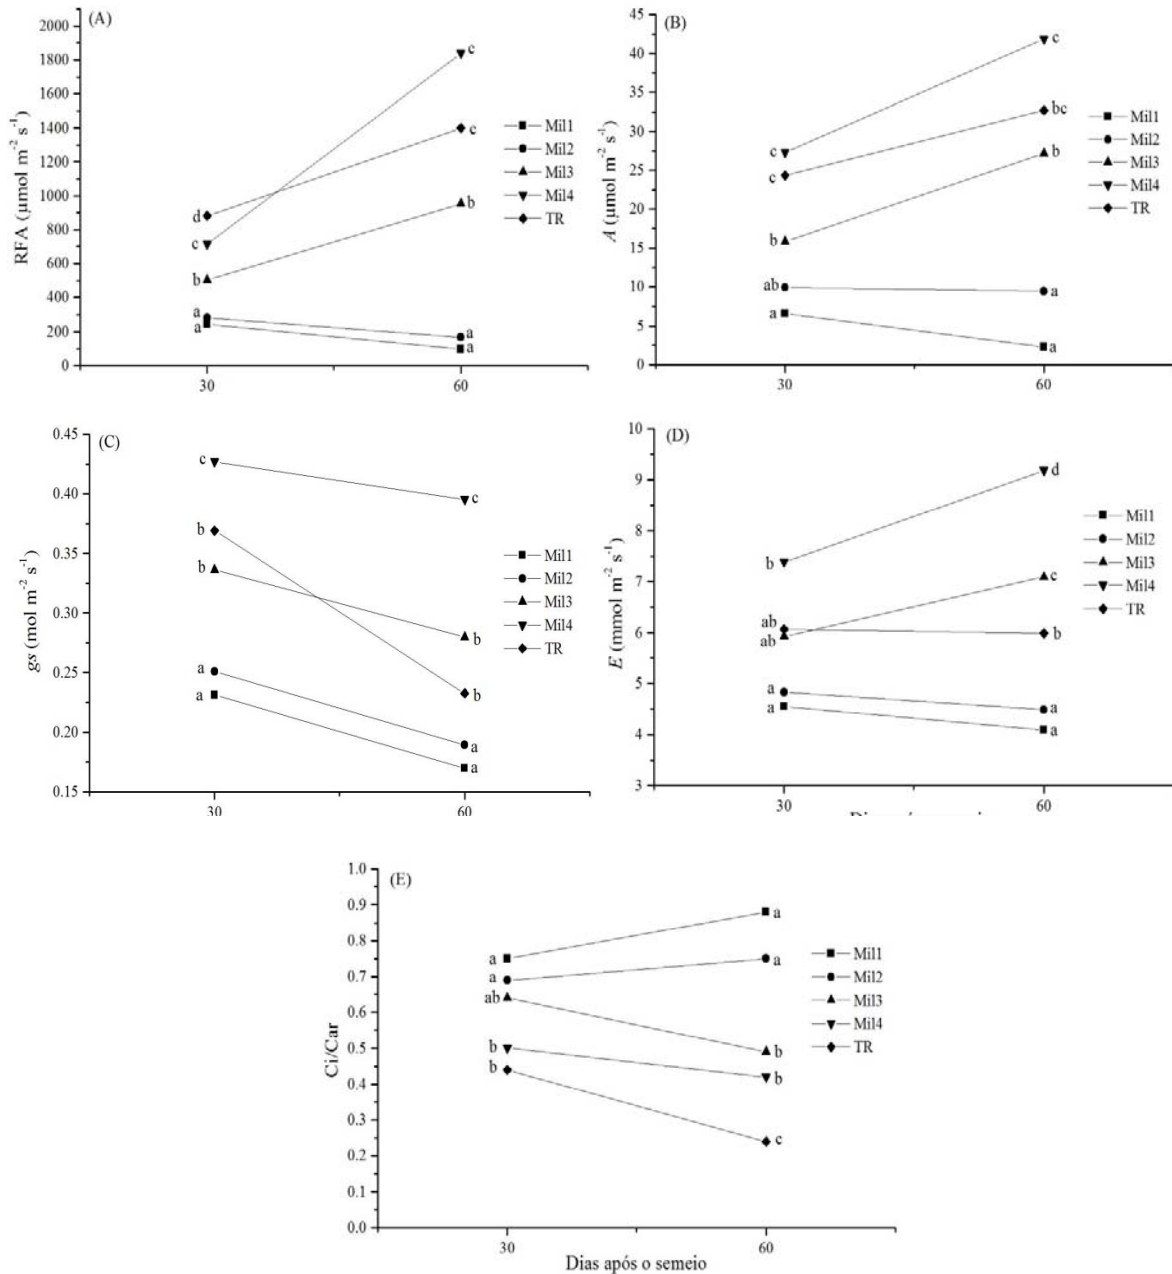 (A)
2000
1800
1600
1400
1200
1000
800
600
400
200
0
RFA (µmol m⁻² s⁻¹)
c
c
d
c
b
b
a
a
a
a
Mil1
Mil2
Mil3
Mil4
TR
30
60
(B)
45
40
35
30
25
20
15
10
5
0
A (µmol m⁻² s⁻¹)
c
bc
c
c
b
b
ab
a
a
a
Mil1
Mil2
Mil3
Mil4
TR
30
60
(C)
0.45
0.40
0.35
0.30
0.25
0.20
0.15
gs (mol m⁻² s⁻¹)
c
c
b
b
b
b
a
a
a
a
Mil1
Mil2
Mil3
Mil4
TR
30
60
(D)
10
9
8
7
6
5
4
3
E (mmol m⁻² s⁻¹)
d
b
c
ab
ab
b
a
a
a
a
Mil1
Mil2
Mil3
Mil4
TR
30
60
(E)
1.0
0.9
0.8
0.7
0.6
0.5
0.4
0.3
0.2
0.1
0.0
Ci/Car
a
a
a
a
ab
b
b
b
b
c
Mil1
Mil2
Mil3
Mil4
TR
30
60
Dias após o semeio